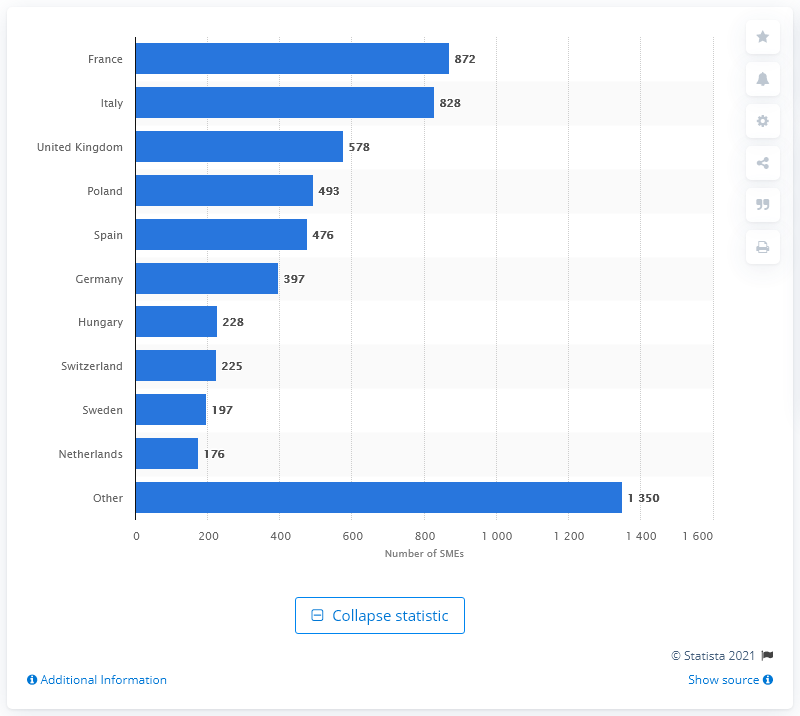 France 872
Italy 828
United Kingdom 578
Poland 493
Spain 476
Germany 397
Hungary 228
Switzerland 225
Sweden 197
Netherlands 176
Other 1 350
0 200 400 600 800 1 000 1 200 1 400 1 600
Number of SMEs
Collapse statistic
© Statista 2021
Additional Information Show source